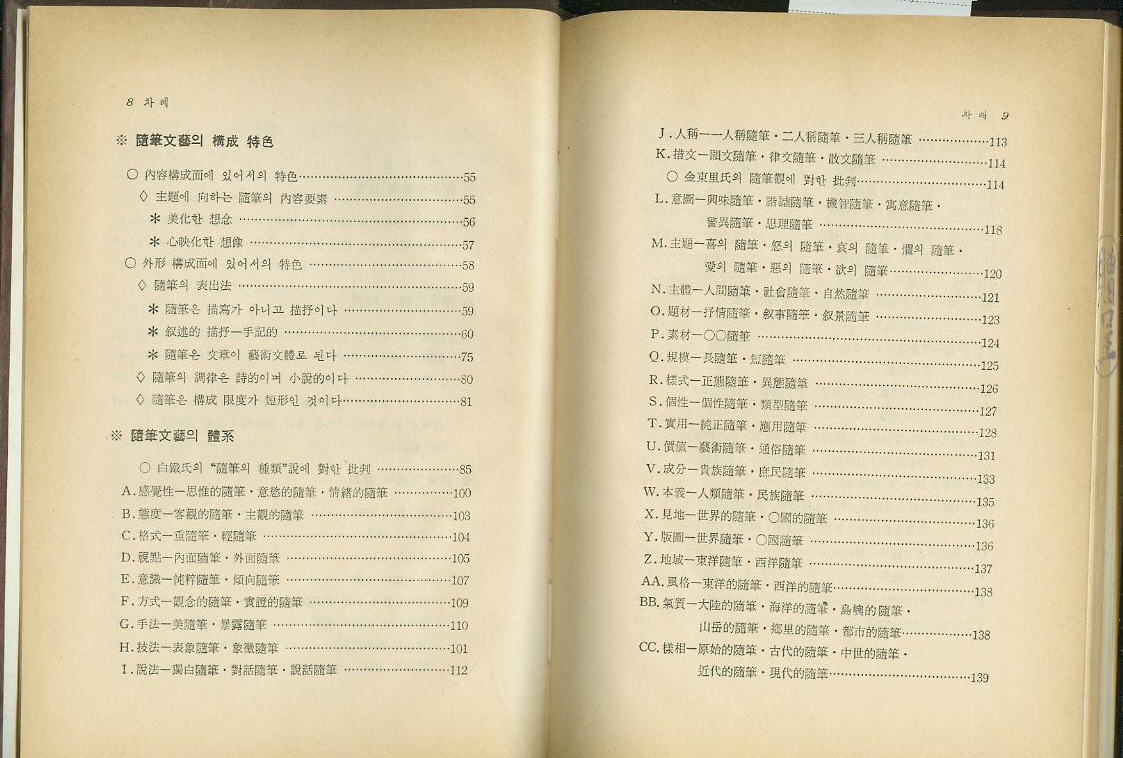 8 차례
※ 隨筆文藝의 構成 特色
○ 內容構成面에 있어서의 特色……………55
◇ 主題에 向하는 隨筆의 內容要素 ……………55
＊ 美化한 想念 ……………56
＊ 心映化한 想像 ……………57
○ 外形 構成面에 있어서의 特色 ……………58
◇ 隨筆의 表出法 ……………59
＊ 隨筆은 描寫가 아니고 描抒이다 ……………59
＊ 叙述的 描抒―手記的 ……………60
＊ 隨筆은 文章이 藝術文體로 된다 ……………75
◇ 隨筆의 調律은 詩的이며 小說的이다 ……………80
◇ 隨筆은 構成 限度가 短形인 것이다……………81
※ 隨筆文藝의 體系
○ 白鐵氏의 “隨筆의 種類”說에 對한 批判 ……………85
A.感覺性―思惟的隨筆・意慾的隨筆・情緖的隨筆 ……………100
B.態度―客觀的隨筆・主觀的隨筆 ……………103
C.格式―重隨筆・輕隨筆 ……………104
D.視點―內面隨筆・外面隨筆 ……………105
E.意識―純粹隨筆・傾向隨筆 ……………107
F.方式―觀念的隨筆・實證的隨筆 ……………109
G.手法―美隨筆・暴露隨筆 ……………110
H.技法―表象隨筆・象徵隨筆 ……………101
I.說法―獨白隨筆・對話隨筆・說話隨筆 ……………112
차례 9
J.人稱―一人稱隨筆・二人稱隨筆・三人稱隨筆 ……………113
K.措文―韻文隨筆・律文隨筆・散文隨筆 ……………114
○ 金東里氏의 隨筆觀에 對한 批判……………114
L.意圖―興味隨筆・諧謔隨筆・機智隨筆・寓意隨筆・
警異隨筆・思理隨筆 ……………118
M.主題―喜의 隨筆・怒의 隨筆・哀의 隨筆・懼의 隨筆・
愛의 隨筆・惡의 隨筆・欲의 隨筆……………120
N.主體―人間隨筆・社會隨筆・自然隨筆 ……………121
O.題材―抒情隨筆・叙事隨筆・叙景隨筆 ……………123
P.素材―○○隨筆 ……………124
Q.規模―長隨筆・短隨筆 ……………125
R.樣式―正態隨筆・異態隨筆 ……………126
S.個性―個性隨筆・類型隨筆 ……………127
T.實用―純正隨筆・應用隨筆 ……………128
U.價値―藝術隨筆・通俗隨筆 ……………131
V.成分―貴族隨筆・庶民隨筆 ……………133
W.本義―人類隨筆・民族隨筆 ……………135
X.見地―世界的隨筆・○國的隨筆 ……………136
Y.版圖―世界隨筆・○國隨筆 ……………136
Z.地域―東洋隨筆・西洋隨筆 ……………137
AA.風格―東洋的隨筆・西洋的隨筆……………138
BB.氣質―大陸的隨筆・海洋的隨筆・島嶼的隨筆・
山岳的隨筆・鄕里的隨筆・都市的隨筆……………138
CC.樣相―原始的隨筆・古代的隨筆・中世的隨筆・
近代的隨筆・現代的隨筆……………139